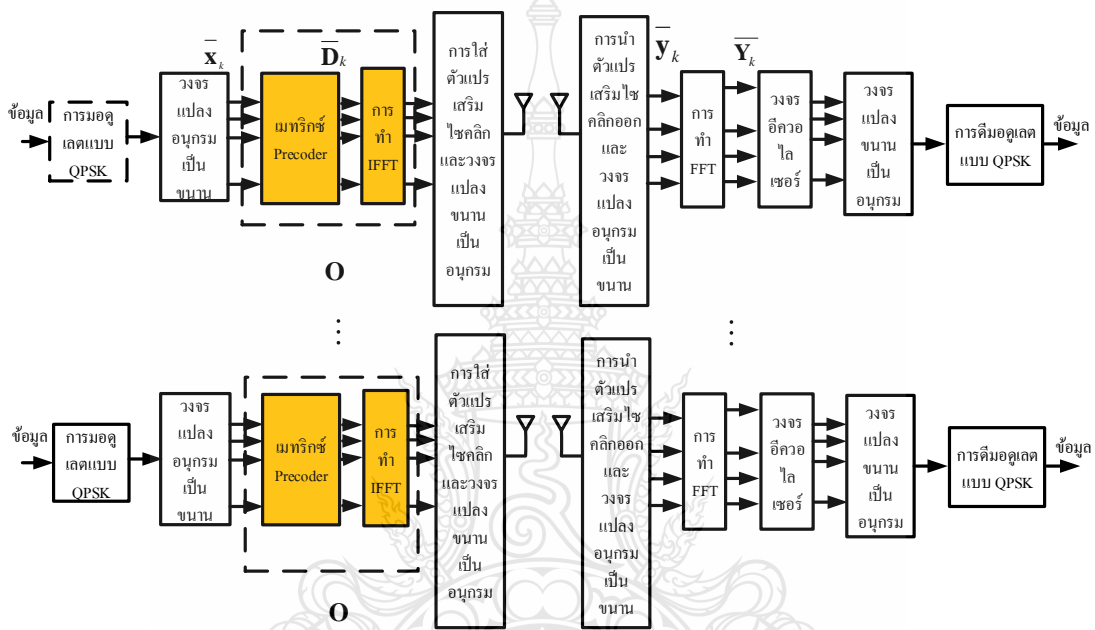 ข้อมูล
การมอดู
เลตแบบ
QPSK
x̄ₖ
วงจร
แปลง
อนุกรม
เป็น
ขนาน
เมทริกซ์
Precoder
D̄ₖ
การ
ทำ
IFFT
O
การใส่
ตัวแปร
เสริม
ไซคลิก
และวงจร
แปลง
ขนาน
เป็น
อนุกรม
การนำ
ตัวแปร
เสริมไซ
คลิกออก
และ
วงจร
แปลง
อนุกรม
เป็น
ขนาน
ȳₖ
การ
ทำ
FFT
Ȳₖ
วงจร
อีควอ
ไล
เซอร์
วงจร
แปลง
ขนาน
เป็น
อนุกรม
การดีมอดูเลต
แบบ QPSK
ข้อมูล
⋮
⋮
ข้อมูล
การมอดู
เลตแบบ
QPSK
วงจร
แปลง
อนุกรม
เป็น
ขนาน
เมทริกซ์
Precoder
การ
ทำ
IFFT
O
การใส่
ตัวแปร
เสริม
ไซคลิก
และวงจร
แปลง
ขนาน
เป็น
อนุกรม
การนำ
ตัวแปร
เสริมไซ
คลิกออก
และ
วงจร
แปลง
อนุกรม
เป็น
ขนาน
การ
ทำ
FFT
วงจร
อีควอ
ไล
เซอร์
วงจร
แปลง
ขนาน
เป็น
อนุกรม
การดีมอดูเลต
แบบ QPSK
ข้อมูล